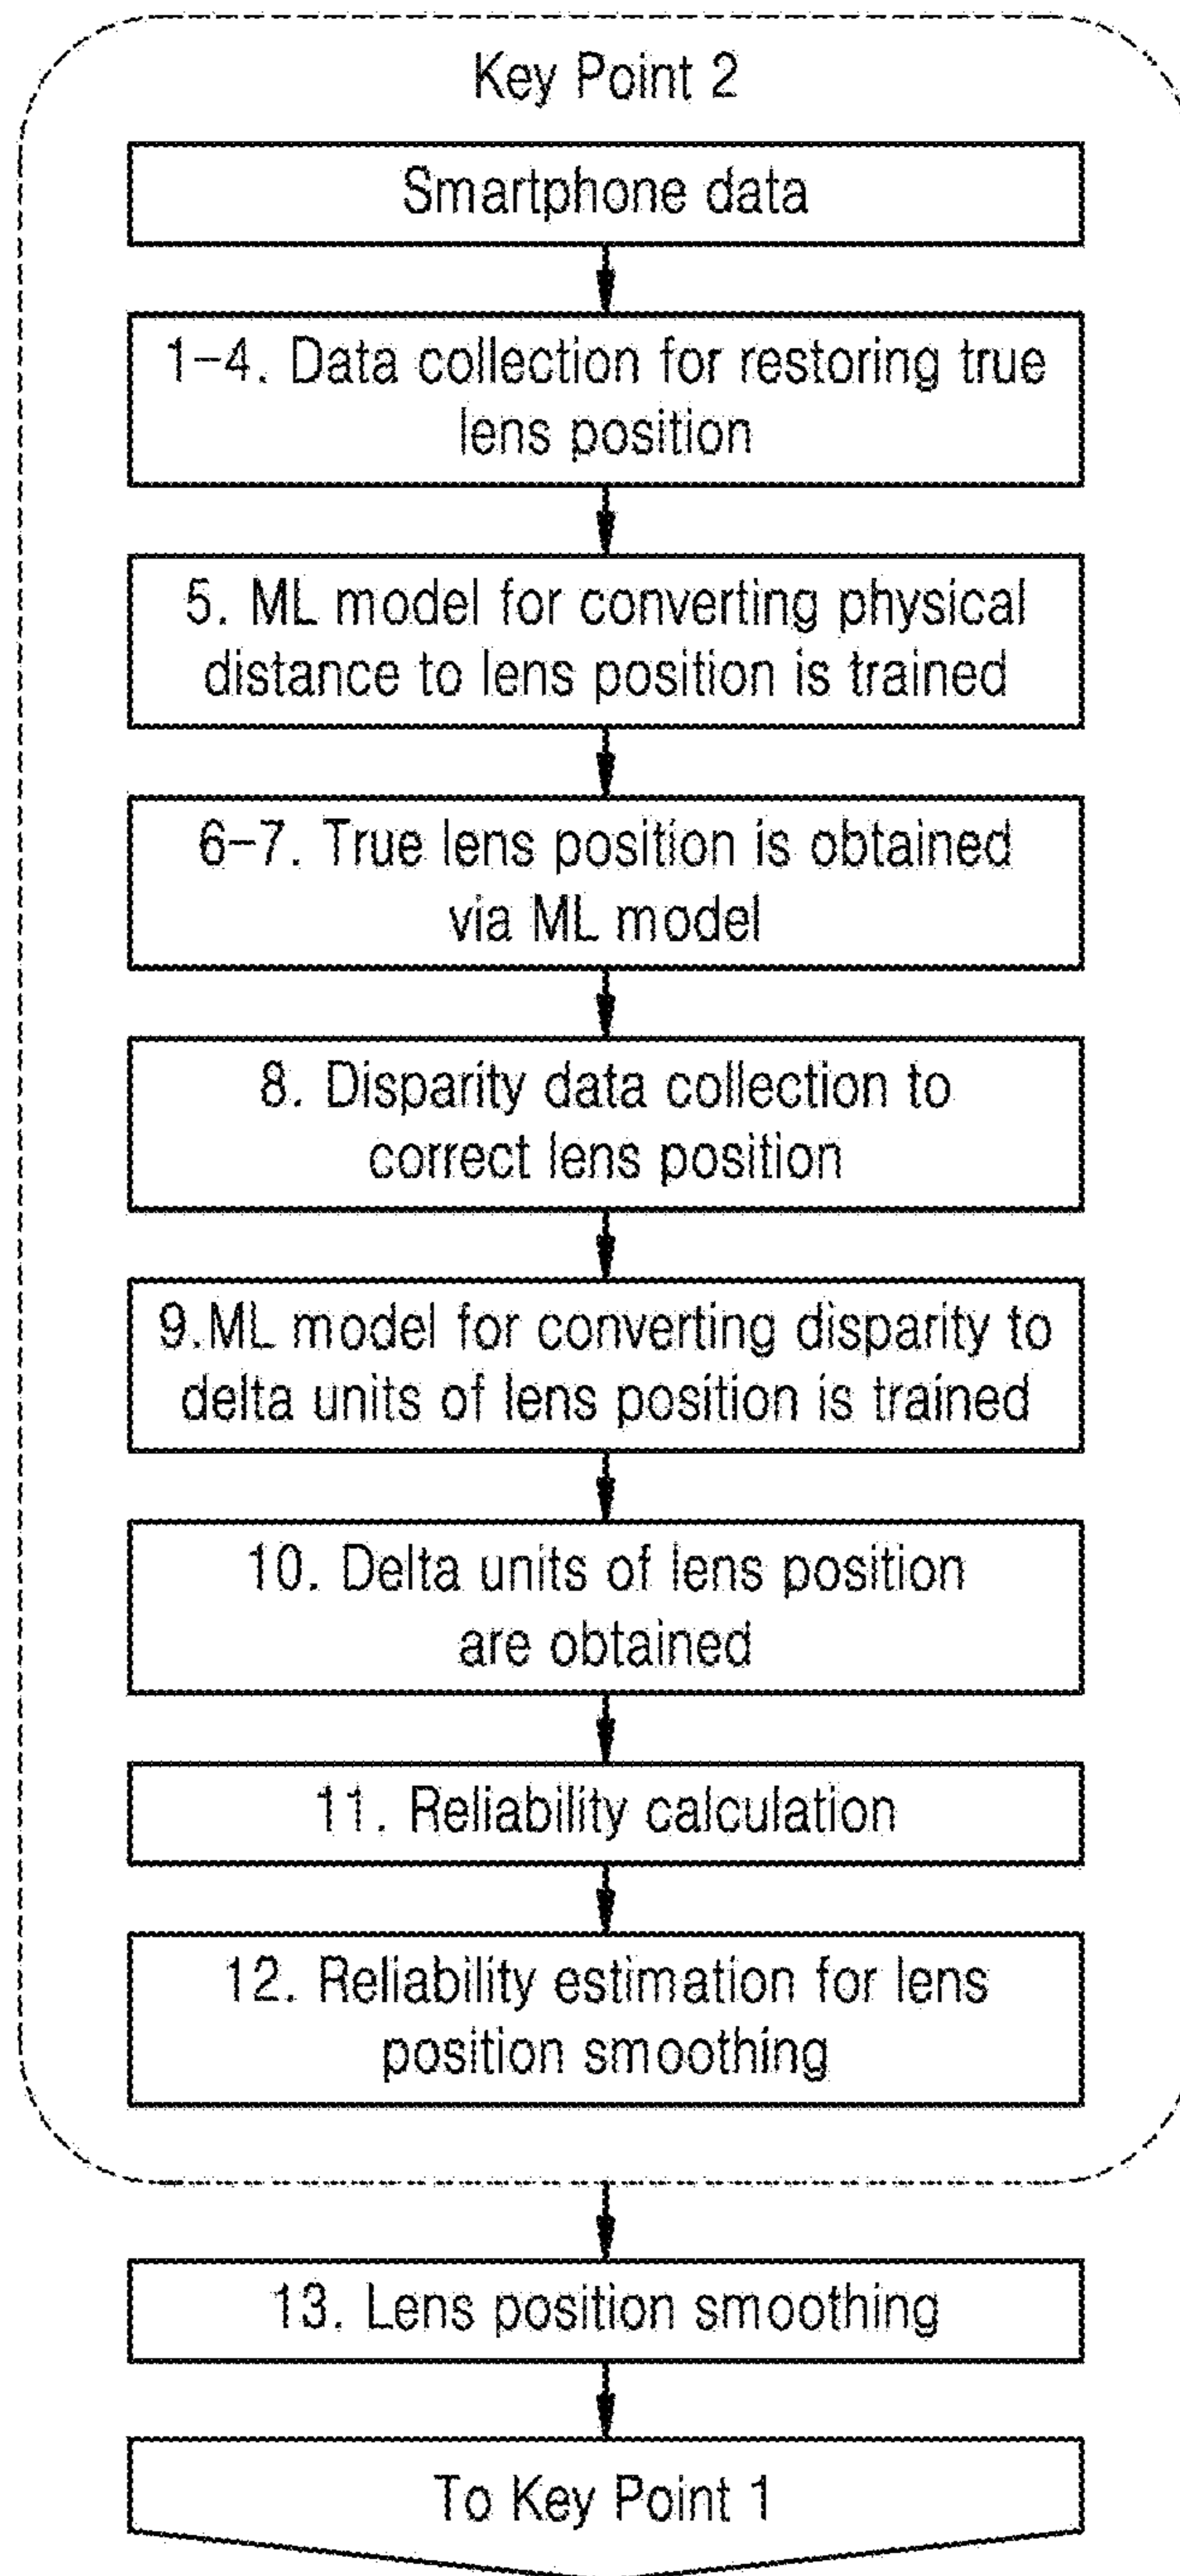 Key Point 2
Smartphone data
1-4. Data collection for restoring true
lens position
5. ML model for converting physical
distance to lens position is trained
6-7. True lens position is obtained
via ML model
8. Disparity data collection to
correct lens position
9.ML model for converting disparity to
delta units of lens position is trained
10. Delta units of lens position
are obtained
11. Reliability calculation
12. Reliability estimation for lens
position smoothing
13. Lens position smoothing
To Key Point 1